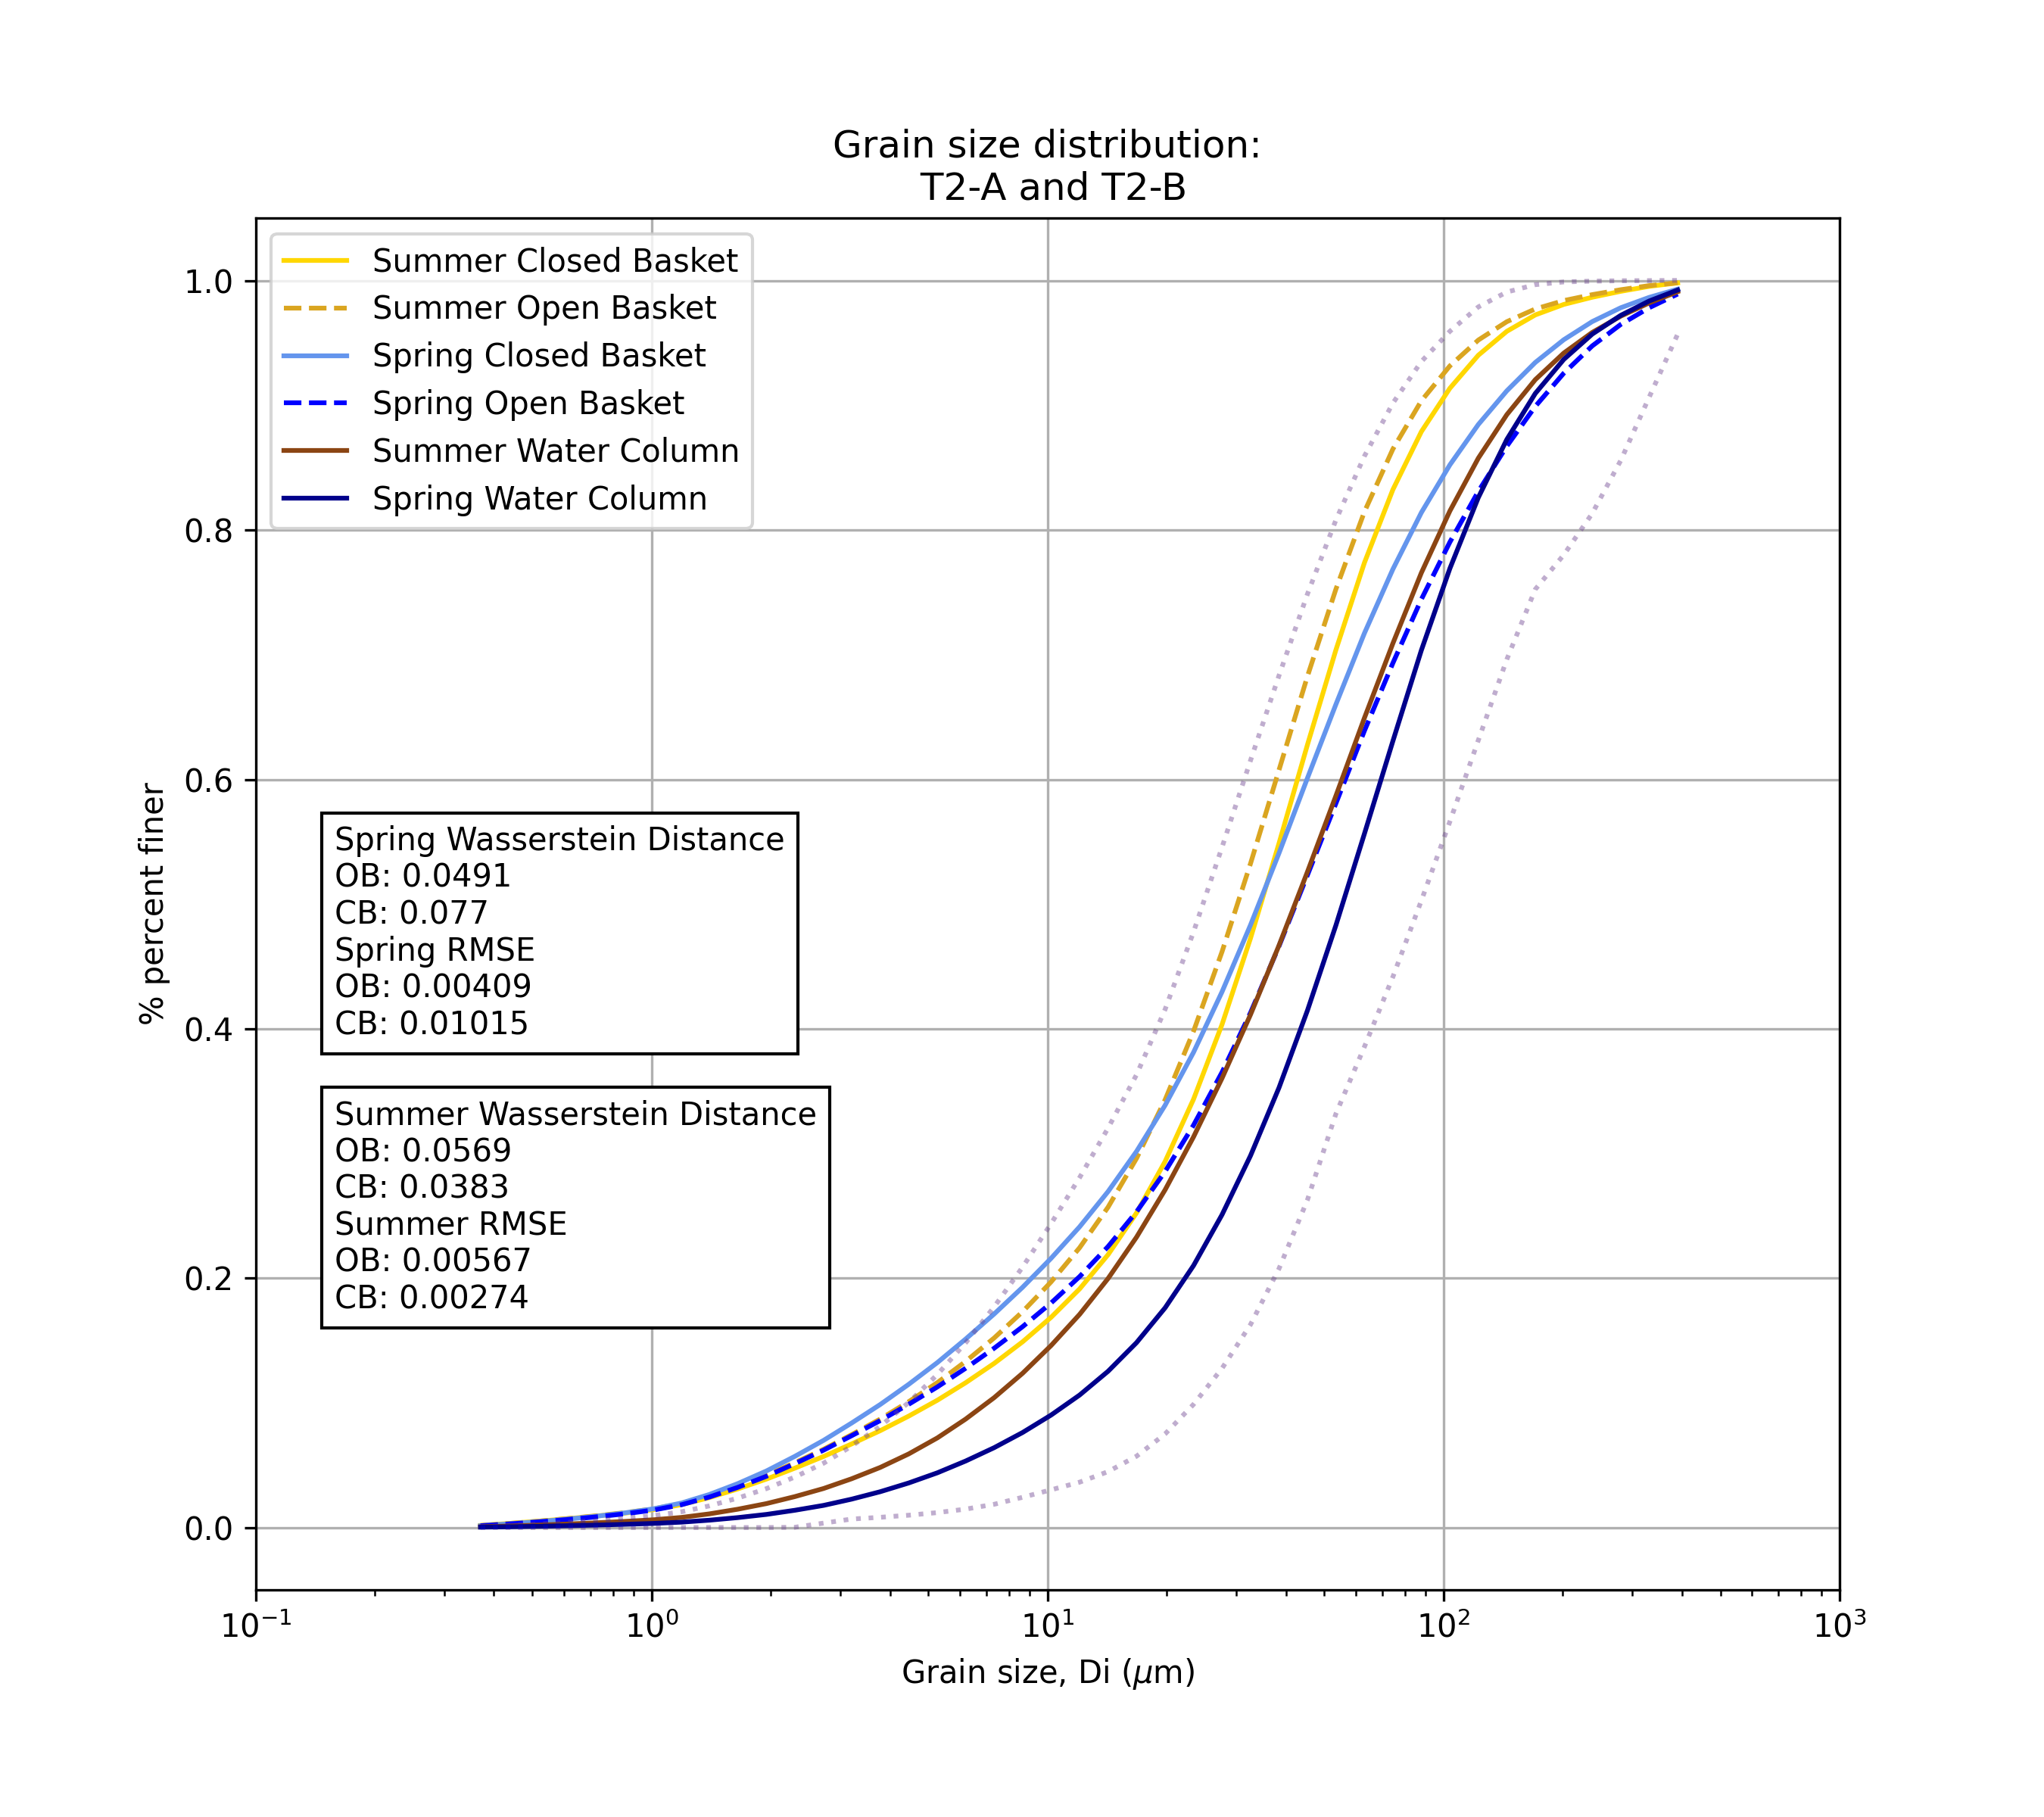 Grain size distribution:
T2-A and T2-B
Summer Closed Basket
Summer Open Basket
Spring Closed Basket
Spring Open Basket
Summer Water Column
Spring Water Column
1.0
0.8
0.6
0.4
0.2
0.0
% percent finer
Spring Wasserstein Distance
OB: 0.0491
CB: 0.077
Spring RMSE
OB: 0.00409
CB: 0.01015
Summer Wasserstein Distance
OB: 0.0569
CB: 0.0383
Summer RMSE
OB: 0.00567
CB: 0.00274
10⁻¹ 10⁰ 10¹ 10² 10³
Grain size, Di (μm)